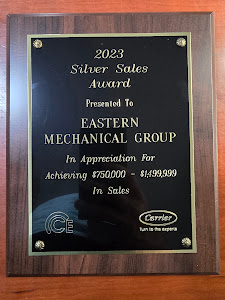 2023
Silver Sales
Award
Presented To
EASTERN
MECHANICAL GROUP
In Appreciation For
Achieving $750,000 - $1,499,999
In Sales
CCE
Carrier
Turn to the experts